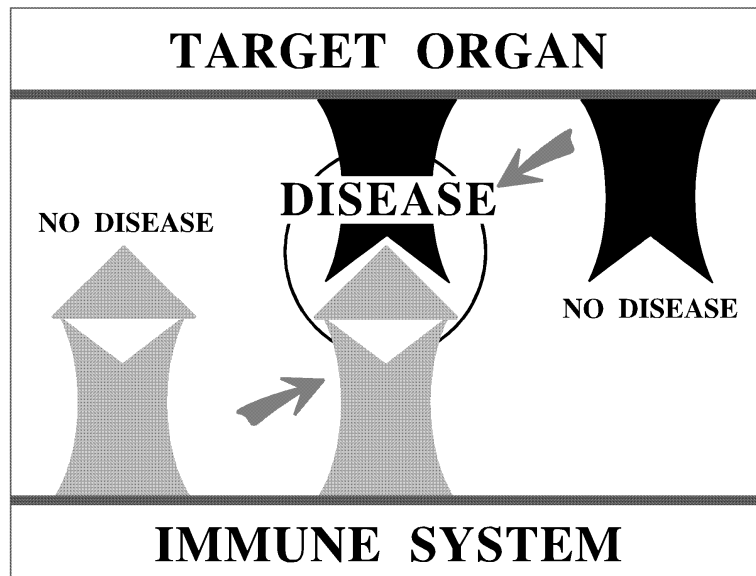 TARGET ORGAN
DISEASE
NO DISEASE
NO DISEASE
IMMUNE SYSTEM